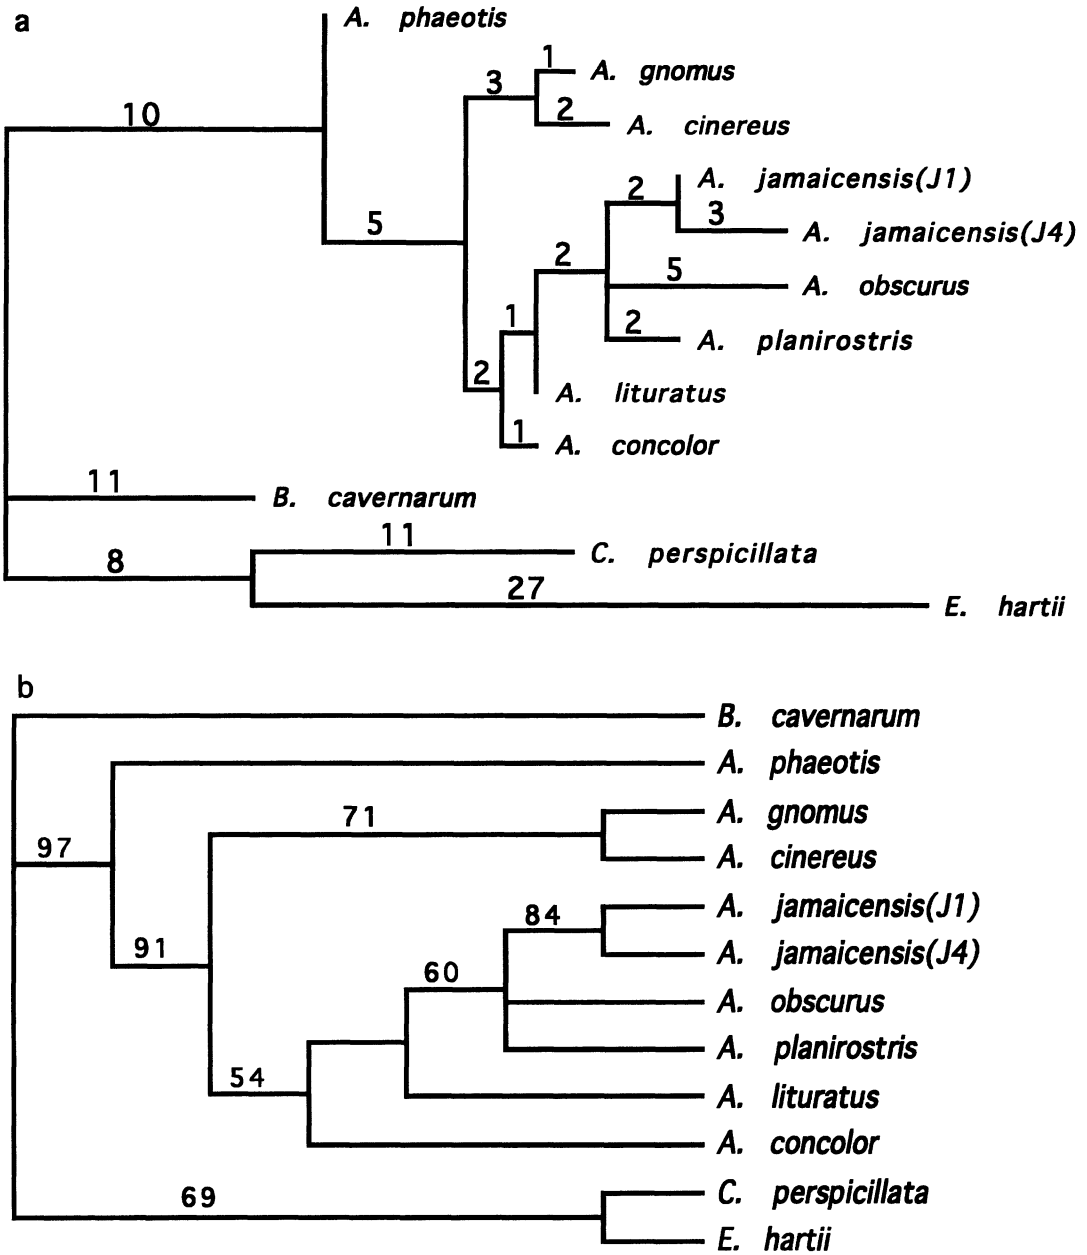 a
A. phaeotis
1
3
A. gnomus
2
10
A. cinereus
2
A. jamaicensis(J1)
3
5
A. jamaicensis(J4)
2
5
A. obscurus
1
2
A. planirostris
2
A. lituratus
1
A. concolor
11
B. cavernarum
11
8
C. perspicillata
27
E. hartii
b
B. cavernarum
A. phaeotis
71
A. gnomus
97
A. cinereus
84
A. jamaicensis(J1)
91
A. jamaicensis(J4)
60
A. obscurus
A. planirostris
54
A. lituratus
A. concolor
69
C. perspicillata
E. hartii